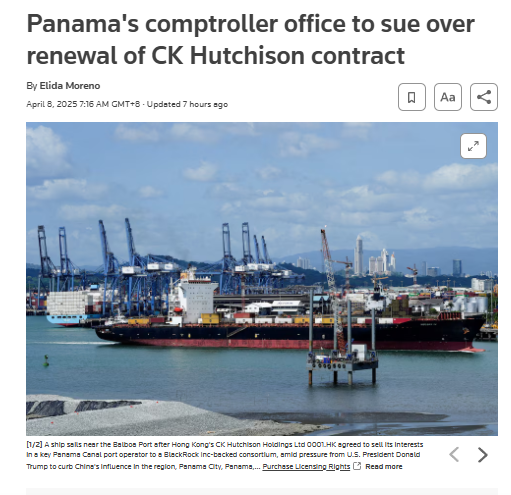 Panama's comptroller office to sue over
renewal of CK Hutchison contract
By Elida Moreno
April 8, 2025 7:16 AM GMT+8 · Updated 7 hours ago
Aa
[1/2] A ship sails near the Balboa Port after Hong Kong's CK Hutchison Holdings Ltd 0001.HK agreed to sell its interests
in a key Panama Canal port operator to a BlackRock Inc-backed consortium, amid pressure from U.S. President Donald
Trump to curb China's influence in the region, Panama City, Panama,... Purchase Licensing Rights Read more